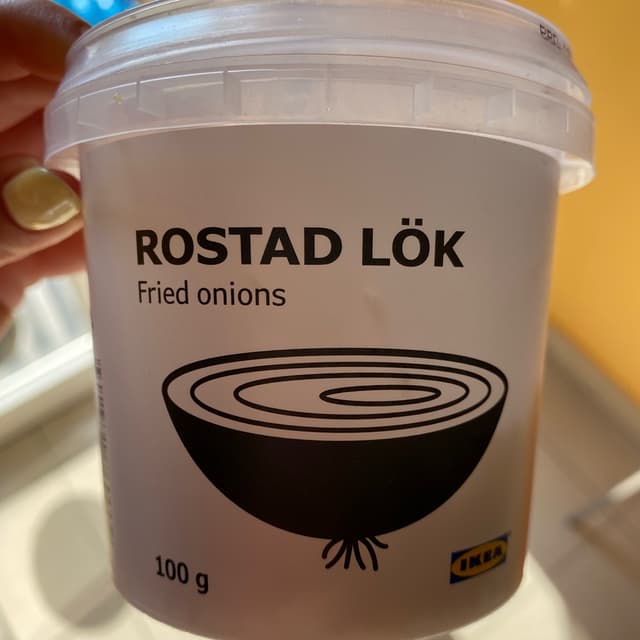 ROSTAD LÖK
Fried onions
100 g
IKEA